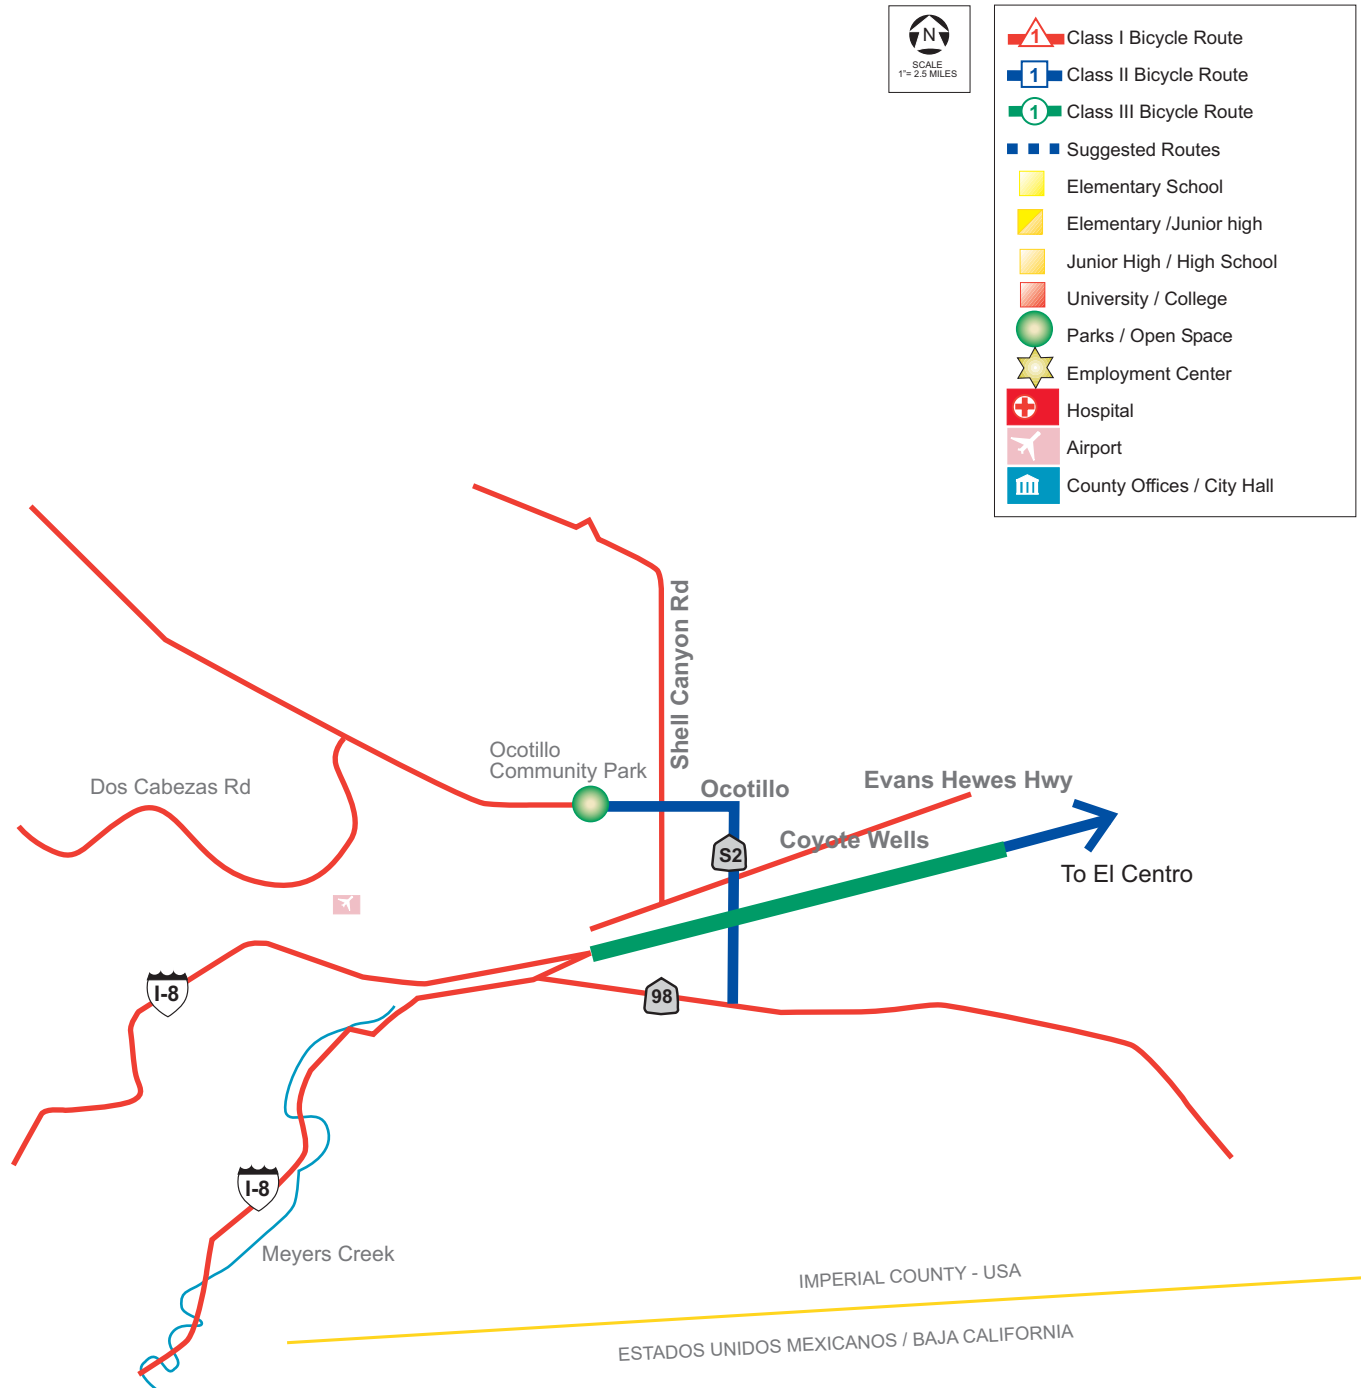 N
SCALE
1"= 2.5 MILES
1 Class I Bicycle Route
1 Class II Bicycle Route
1 Class III Bicycle Route
Suggested Routes
Elementary School
Elementary /Junior high
Junior High / High School
University / College
Parks / Open Space
Employment Center
Hospital
Airport
County Offices / City Hall
Shell Canyon Rd
Ocotillo
Community Park
Dos Cabezas Rd
Ocotillo
Evans Hewes Hwy
Coyote Wells
S2
To El Centro
I-8
98
I-8
Meyers Creek
IMPERIAL COUNTY - USA
ESTADOS UNIDOS MEXICANOS / BAJA CALIFORNIA